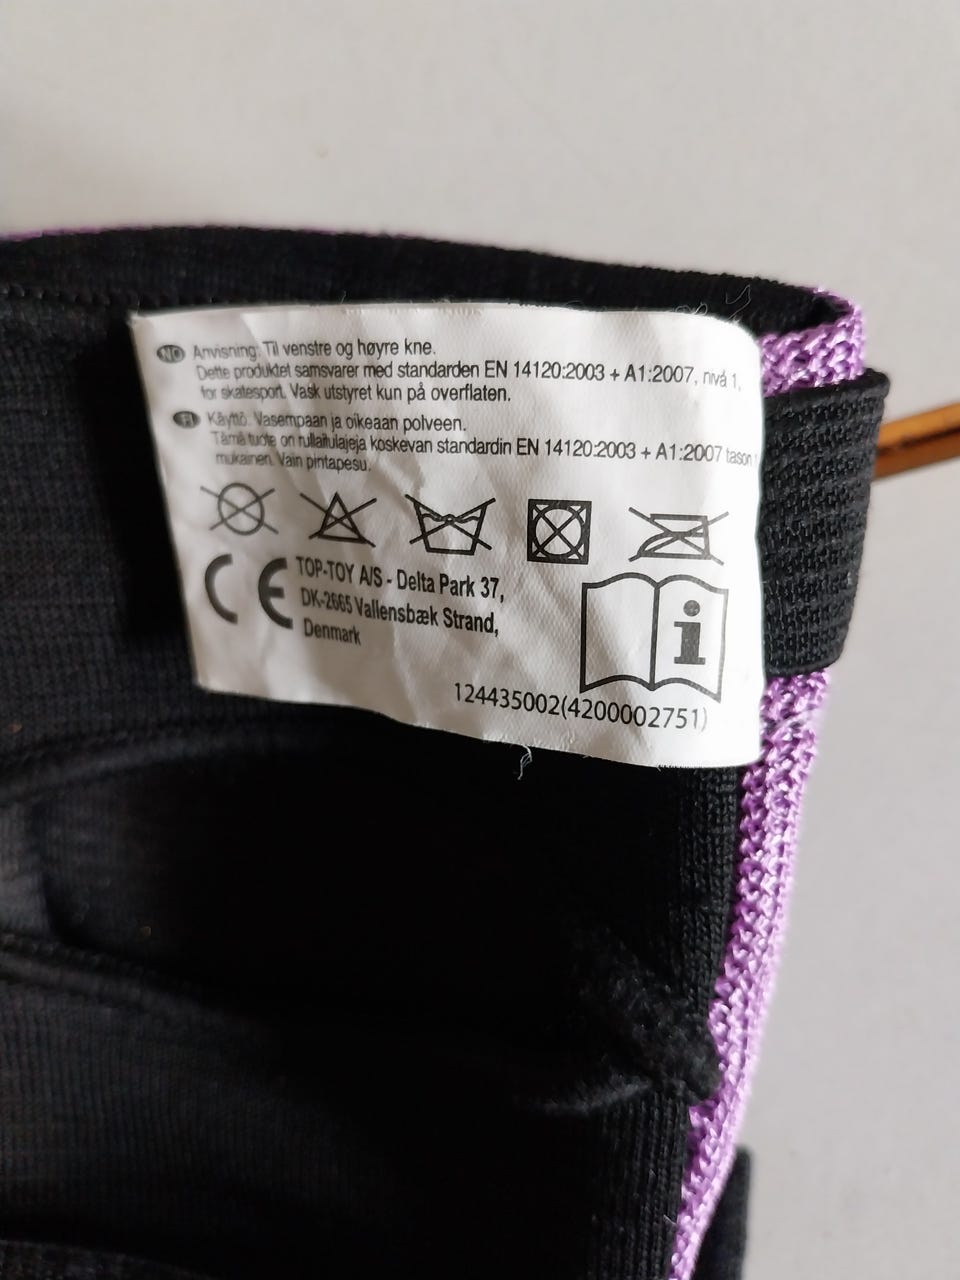 NO Anvisning: Til venstre og høyre kne.
Dette produktet samsvarer med standarden EN 14120:2003 + A1:2007, nivå 1,
for skatesport. Vask utstyret kun på overflaten.
FI Käyttö: Vasempaan ja oikeaan polveen.
Tämä tuote on rullaitulajeja koskevan standardin EN 14120:2003 + A1:2007 tason
mukainen. Vain pintapesu.
CE
TOP-TOY A/S - Delta Park 37,
DK-2665 Vallensbæk Strand,
Denmark
i
124435002(4200002751)